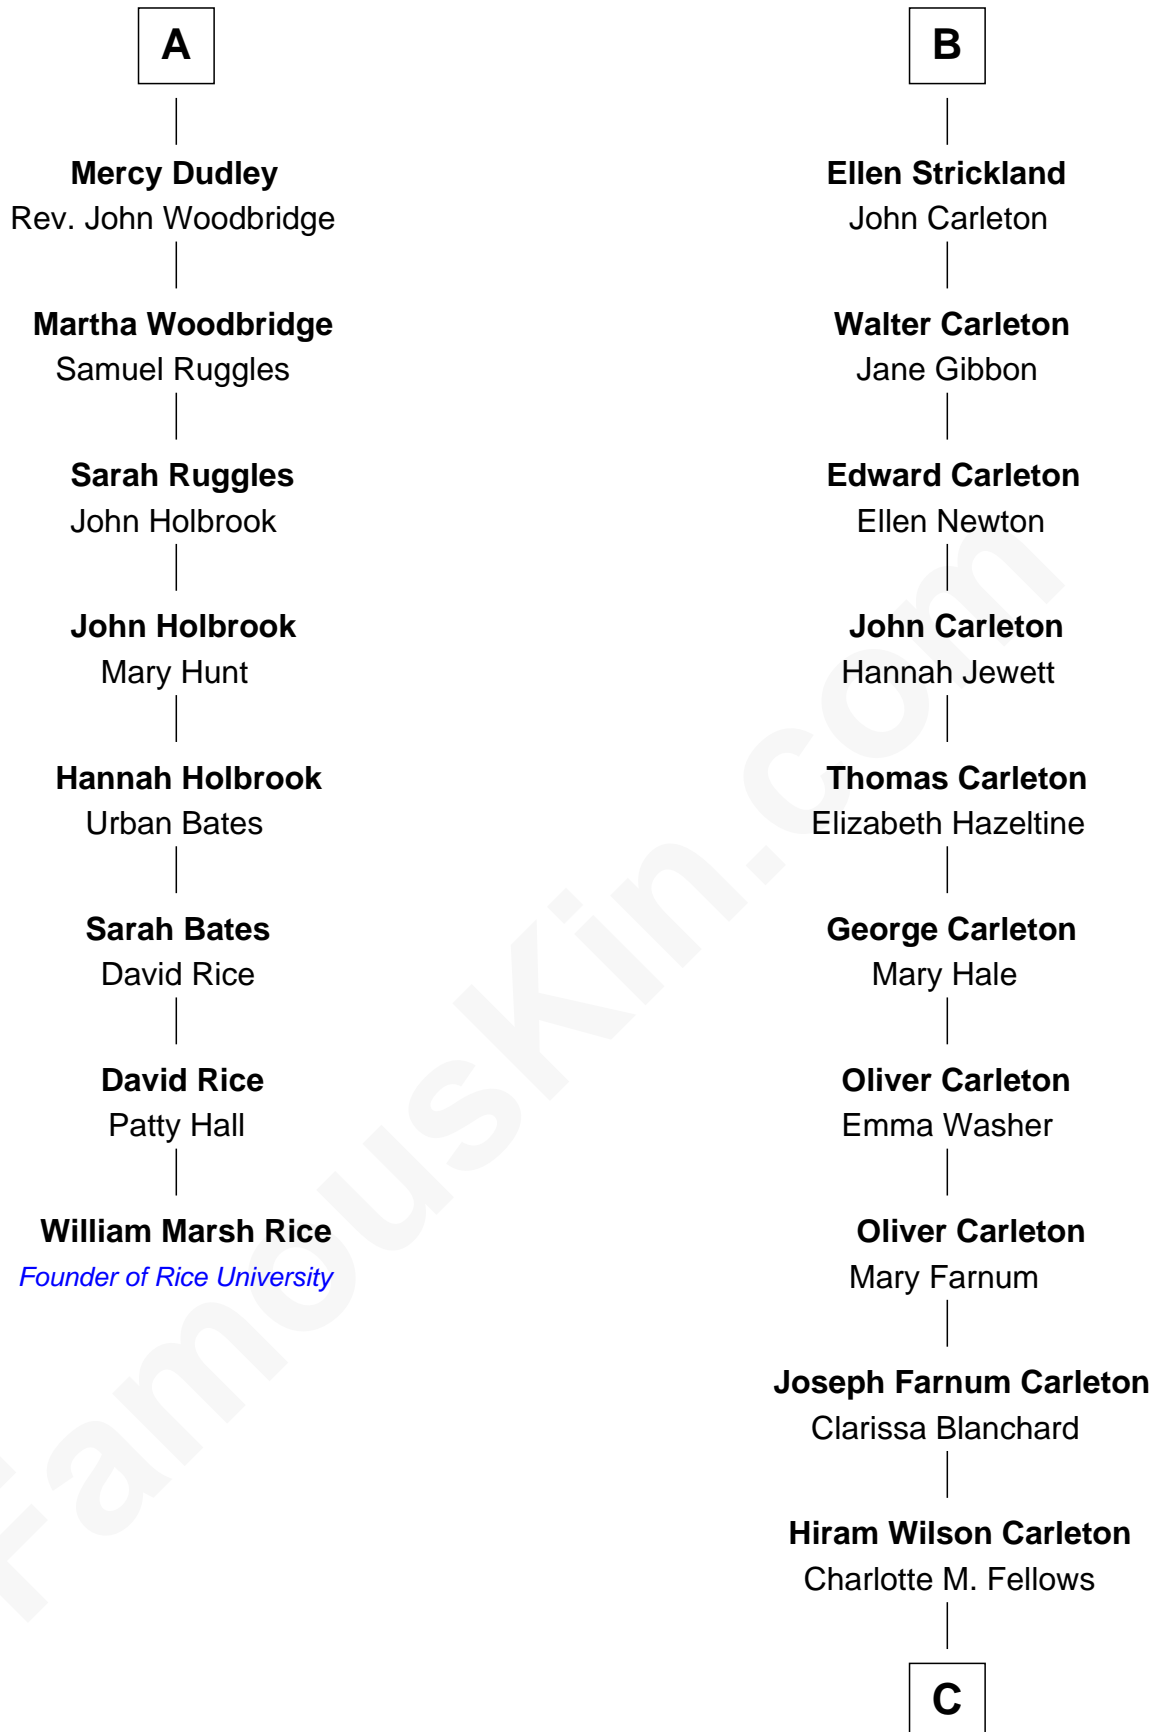 A
Mercy Dudley
Rev. John Woodbridge
Martha Woodbridge
Samuel Ruggles
Sarah Ruggles
John Holbrook
John Holbrook
Mary Hunt
Hannah Holbrook
Urban Bates
Sarah Bates
David Rice
David Rice
Patty Hall
William Marsh Rice
Founder of Rice University
B
Ellen Strickland
John Carleton
Walter Carleton
Jane Gibbon
Edward Carleton
Ellen Newton
John Carleton
Hannah Jewett
Thomas Carleton
Elizabeth Hazeltine
George Carleton
Mary Hale
Oliver Carleton
Emma Washer
Oliver Carleton
Mary Farnum
Joseph Farnum Carleton
Clarissa Blanchard
Hiram Wilson Carleton
Charlotte M. Fellows
C
FamousKin.com